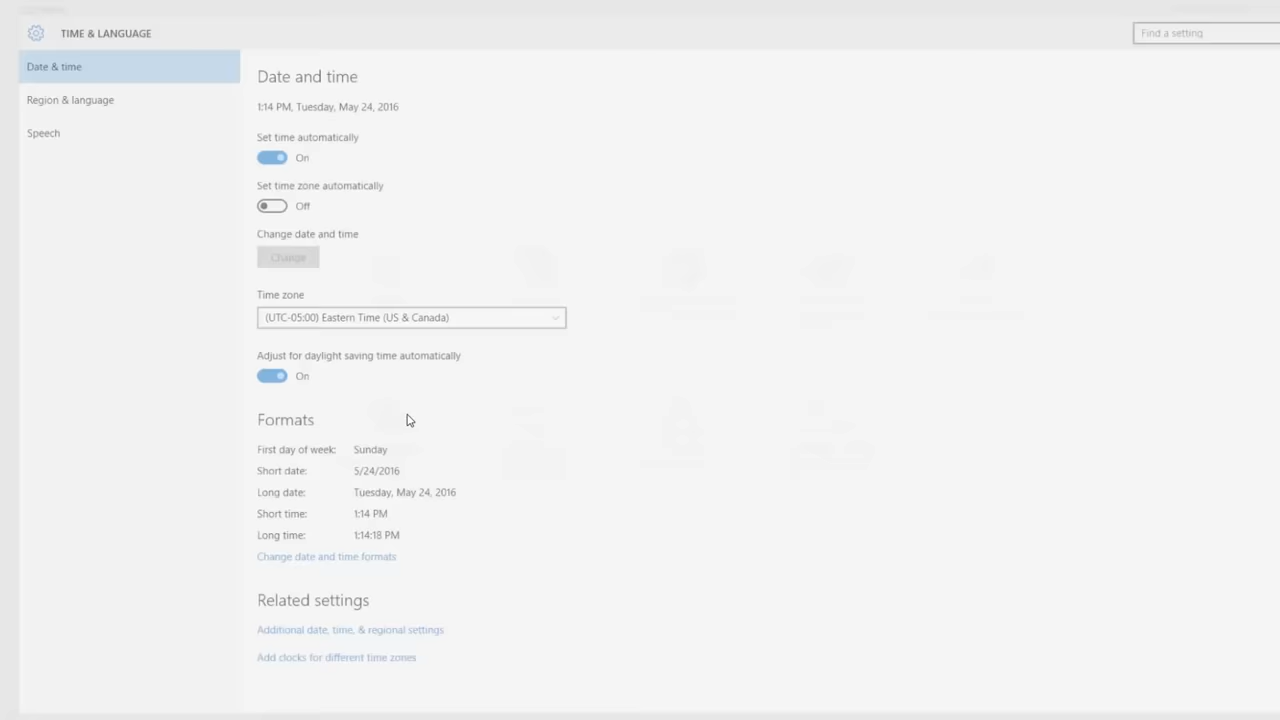 TIME & LANGUAGE
Find a setting
Date & time
Region & language
Speech
Date and time
1:14 PM, Tuesday, May 24, 2016
Set time automatically
On
Set time zone automatically
Off
Change date and time
Change
Time zone
(UTC-05:00) Eastern Time (US & Canada)
Adjust for daylight saving time automatically
On
Formats
First day of week: Sunday
Short date: 5/24/2016
Long date: Tuesday, May 24, 2016
Short time: 1:14 PM
Long time: 1:14:18 PM
Change date and time formats
Related settings
Additional date, time, & regional settings
Add clocks for different time zones